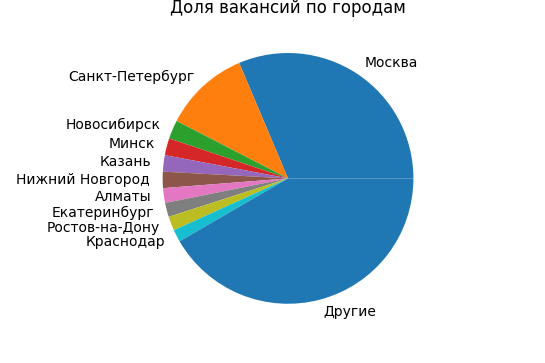 Доля вакансий по городам
Москва
Санкт-Петербург
Новосибирск
Минск
Казань
Нижний Новгород
Алматы
Екатеринбург
Ростов-на-Дону
Краснодар
Другие